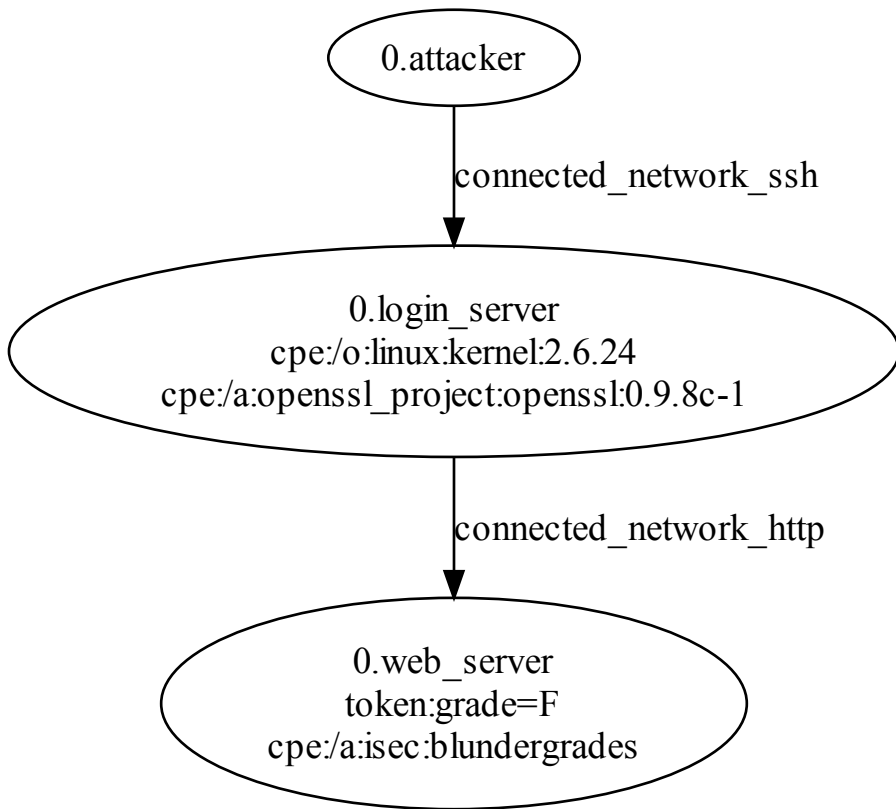 0.attacker
connected_network_ssh
0.login_server
cpe:/o:linux:kernel:2.6.24
cpe:/a:openssl_project:openssl:0.9.8c-1
connected_network_http
0.web_server
token:grade=F
cpe:/a:isec:blundergrades